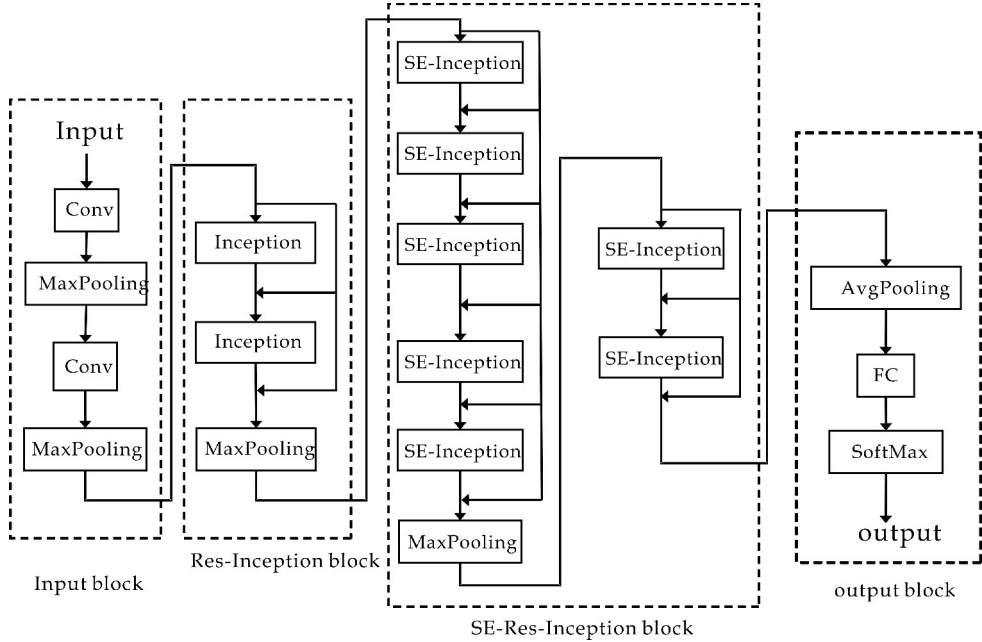 Input
Conv
MaxPooling
Conv
MaxPooling
Input block
Inception
Inception
MaxPooling
Res-Inception block
SE-Inception
SE-Inception
SE-Inception
SE-Inception
SE-Inception
MaxPooling
SE-Inception
SE-Inception
SE-Res-Inception block
AvgPooling
FC
SoftMax
output
output block